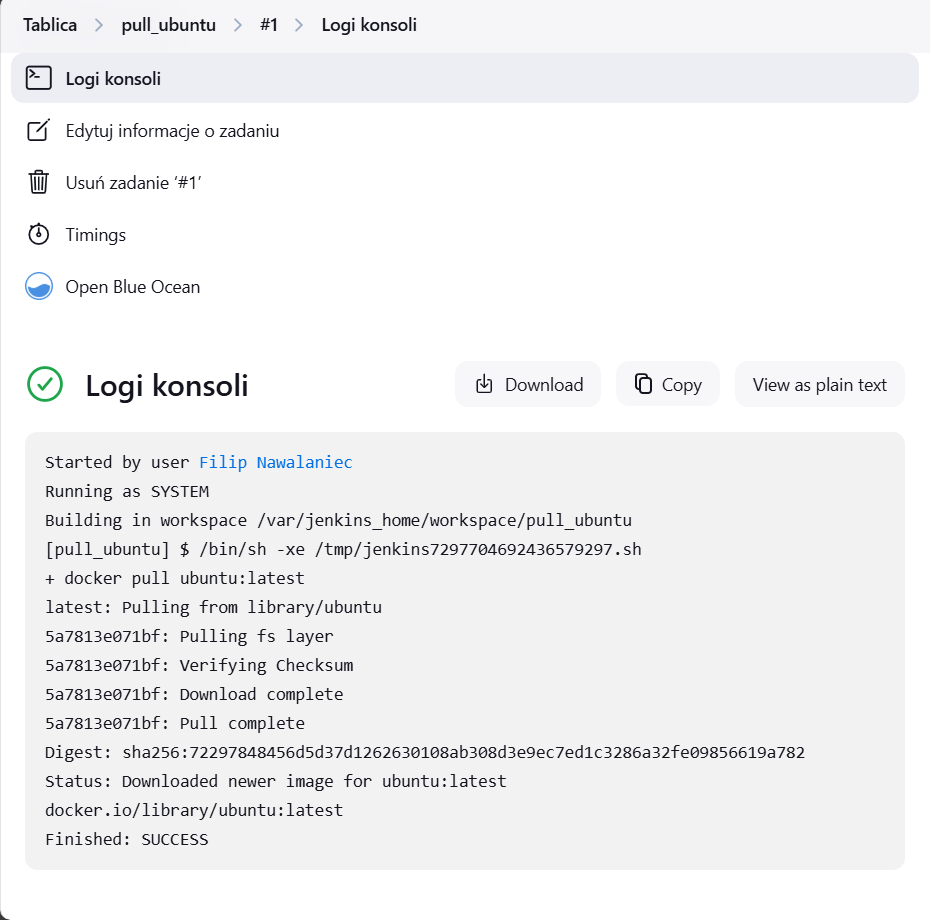 Tablica > pull_ubuntu > #1 > Logi konsoli
Logi konsoli
Edytuj informacje o zadaniu
Usuń zadanie ‘#1’
Timings
Open Blue Ocean
Logi konsoli Download Copy View as plain text
Started by user Filip Nawalaniec
Running as SYSTEM
Building in workspace /var/jenkins_home/workspace/pull_ubuntu
[pull_ubuntu] $ /bin/sh -xe /tmp/jenkins7297704692436579297.sh
+ docker pull ubuntu:latest
latest: Pulling from library/ubuntu
5a7813e071bf: Pulling fs layer
5a7813e071bf: Verifying Checksum
5a7813e071bf: Download complete
5a7813e071bf: Pull complete
Digest: sha256:72297848456d5d37d1262630108ab308d3e9ec7ed1c3286a32fe09856619a782
Status: Downloaded newer image for ubuntu:latest
docker.io/library/ubuntu:latest
Finished: SUCCESS